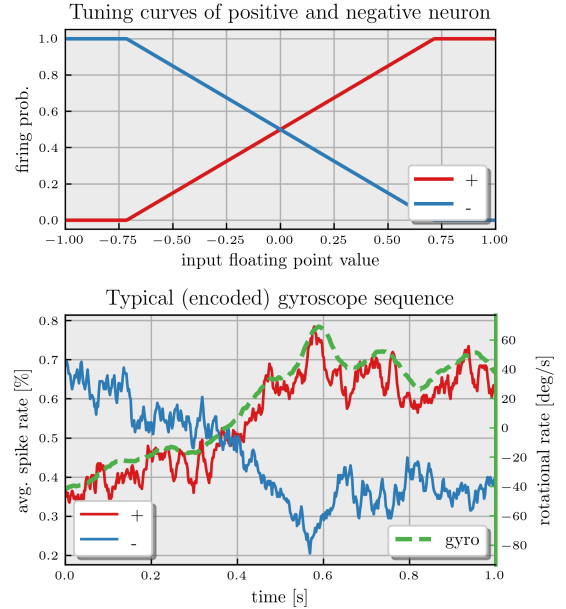 Tuning curves of positive and negative neuron
1.0
0.8
0.6
0.4
0.2
0.0
firing prob.
+
-
−1.00 −0.75 −0.50 −0.25 0.00 0.25 0.50 0.75 1.00
input floating point value
Typical (encoded) gyroscope sequence
0.8
0.7
0.6
0.5
0.4
0.3
0.2
avg. spike rate [%]
60
40
20
0
−20
−40
−60
−80
rotational rate [deg/s]
+
-
gyro
0.0 0.2 0.4 0.6 0.8 1.0
time [s]